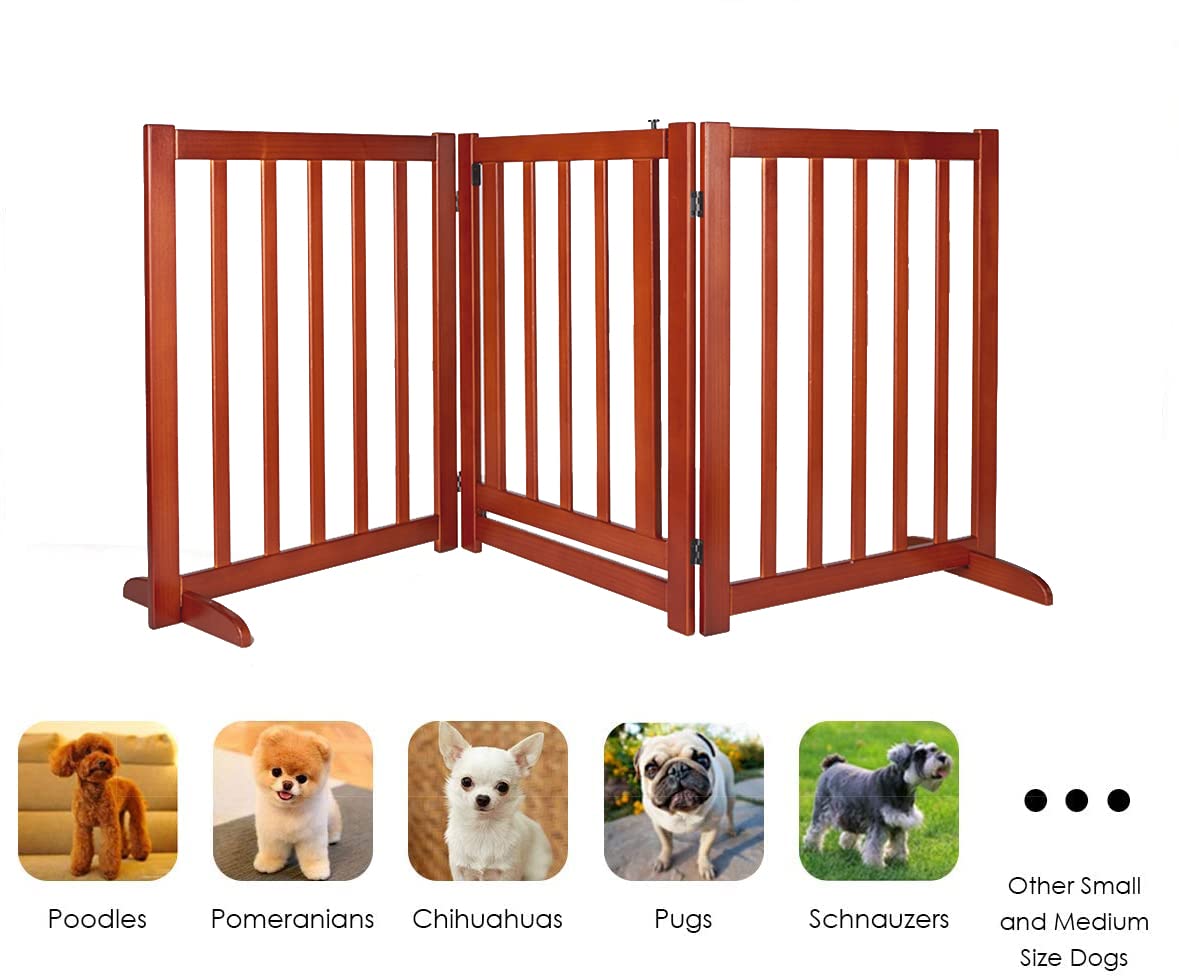 Poodles
Pomeranians
Chihuahuas
Pugs
Schnauzers
Other Small
and Medium
Size Dogs